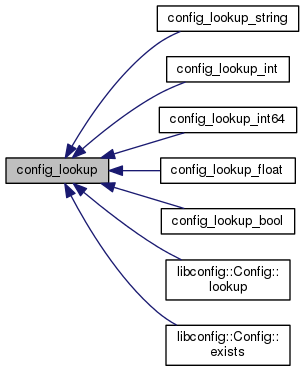 config_lookup_string
config_lookup_int
config_lookup_int64
config_lookup
config_lookup_float
config_lookup_bool
libconfig::Config::
lookup
libconfig::Config::
exists